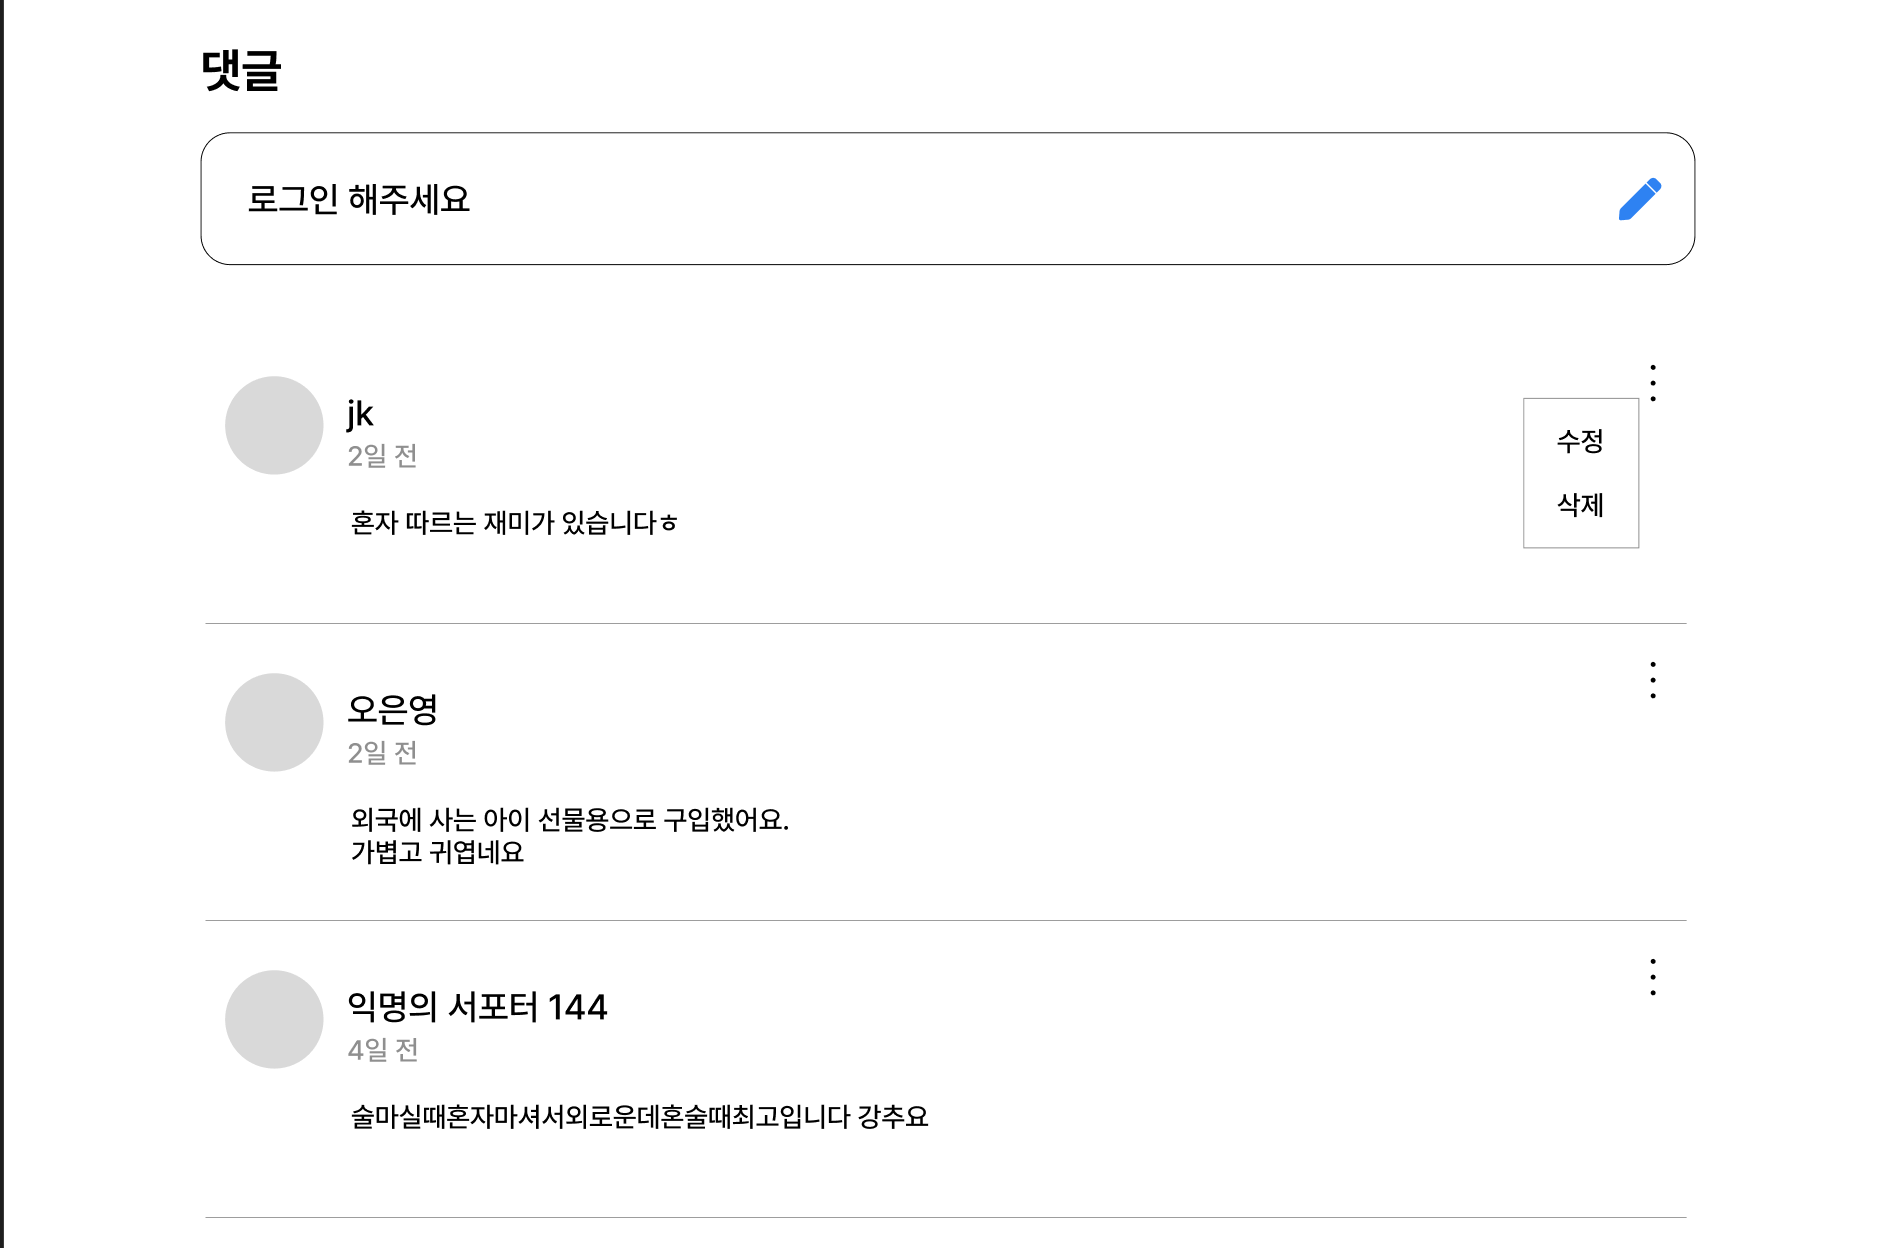 댓글
로그인 해주세요
jk
2일 전
수정
삭제
혼자 따르는 재미가 있습니다ㅎ
오은영
2일 전
외국에 사는 아이 선물용으로 구입했어요.
가볍고 귀엽네요
익명의 서포터 144
4일 전
술마실때혼자마셔서외로운데혼술때최고입니다 강추요